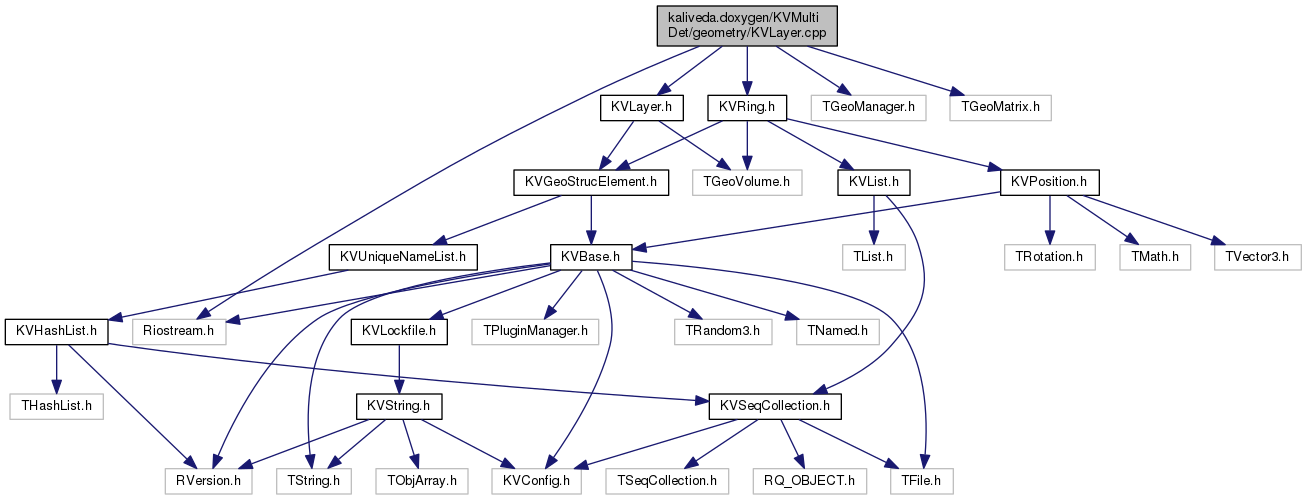 kaliveda.doxygen/KVMulti
Det/geometry/KVLayer.cpp
KVLayer.h
KVRing.h
TGeoManager.h
TGeoMatrix.h
KVGeoStrucElement.h
TGeoVolume.h
KVList.h
KVPosition.h
KVUniqueNameList.h
KVBase.h
TList.h
TRotation.h
TMath.h
TVector3.h
KVHashList.h
Riostream.h
KVLockfile.h
TPluginManager.h
TRandom3.h
TNamed.h
THashList.h
KVString.h
KVSeqCollection.h
RVersion.h
TString.h
TObjArray.h
KVConfig.h
TSeqCollection.h
RQ_OBJECT.h
TFile.h